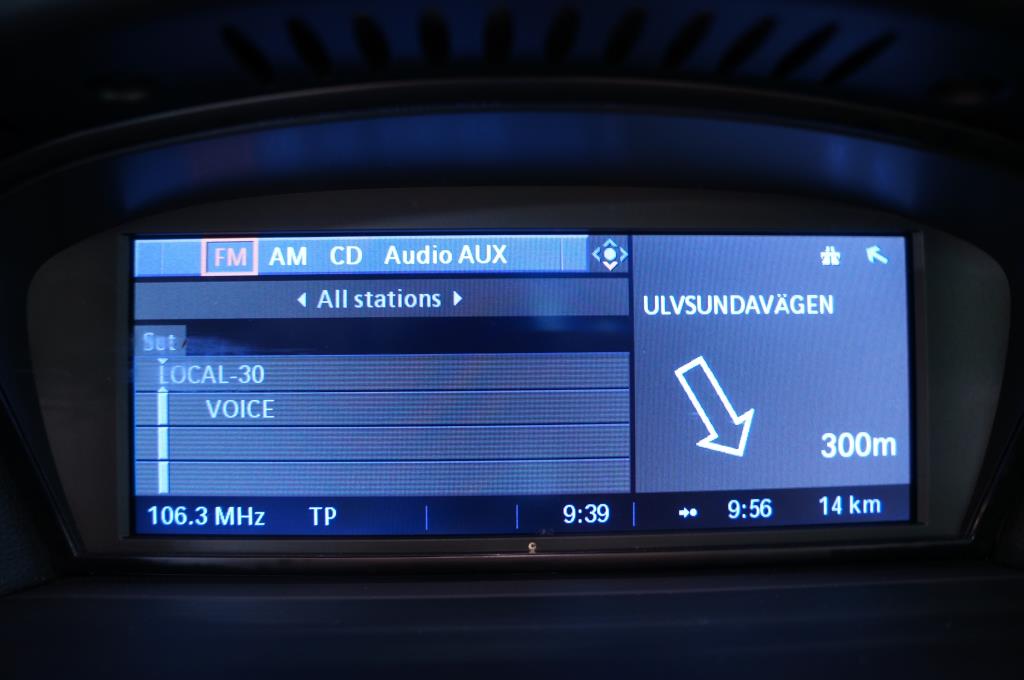 FM AM CD Audio AUX
All stations
Set
LOCAL-30
VOICE
106.3 MHz TP 9:39
ULVSUNDAVÄGEN
300m
9:56 14 km